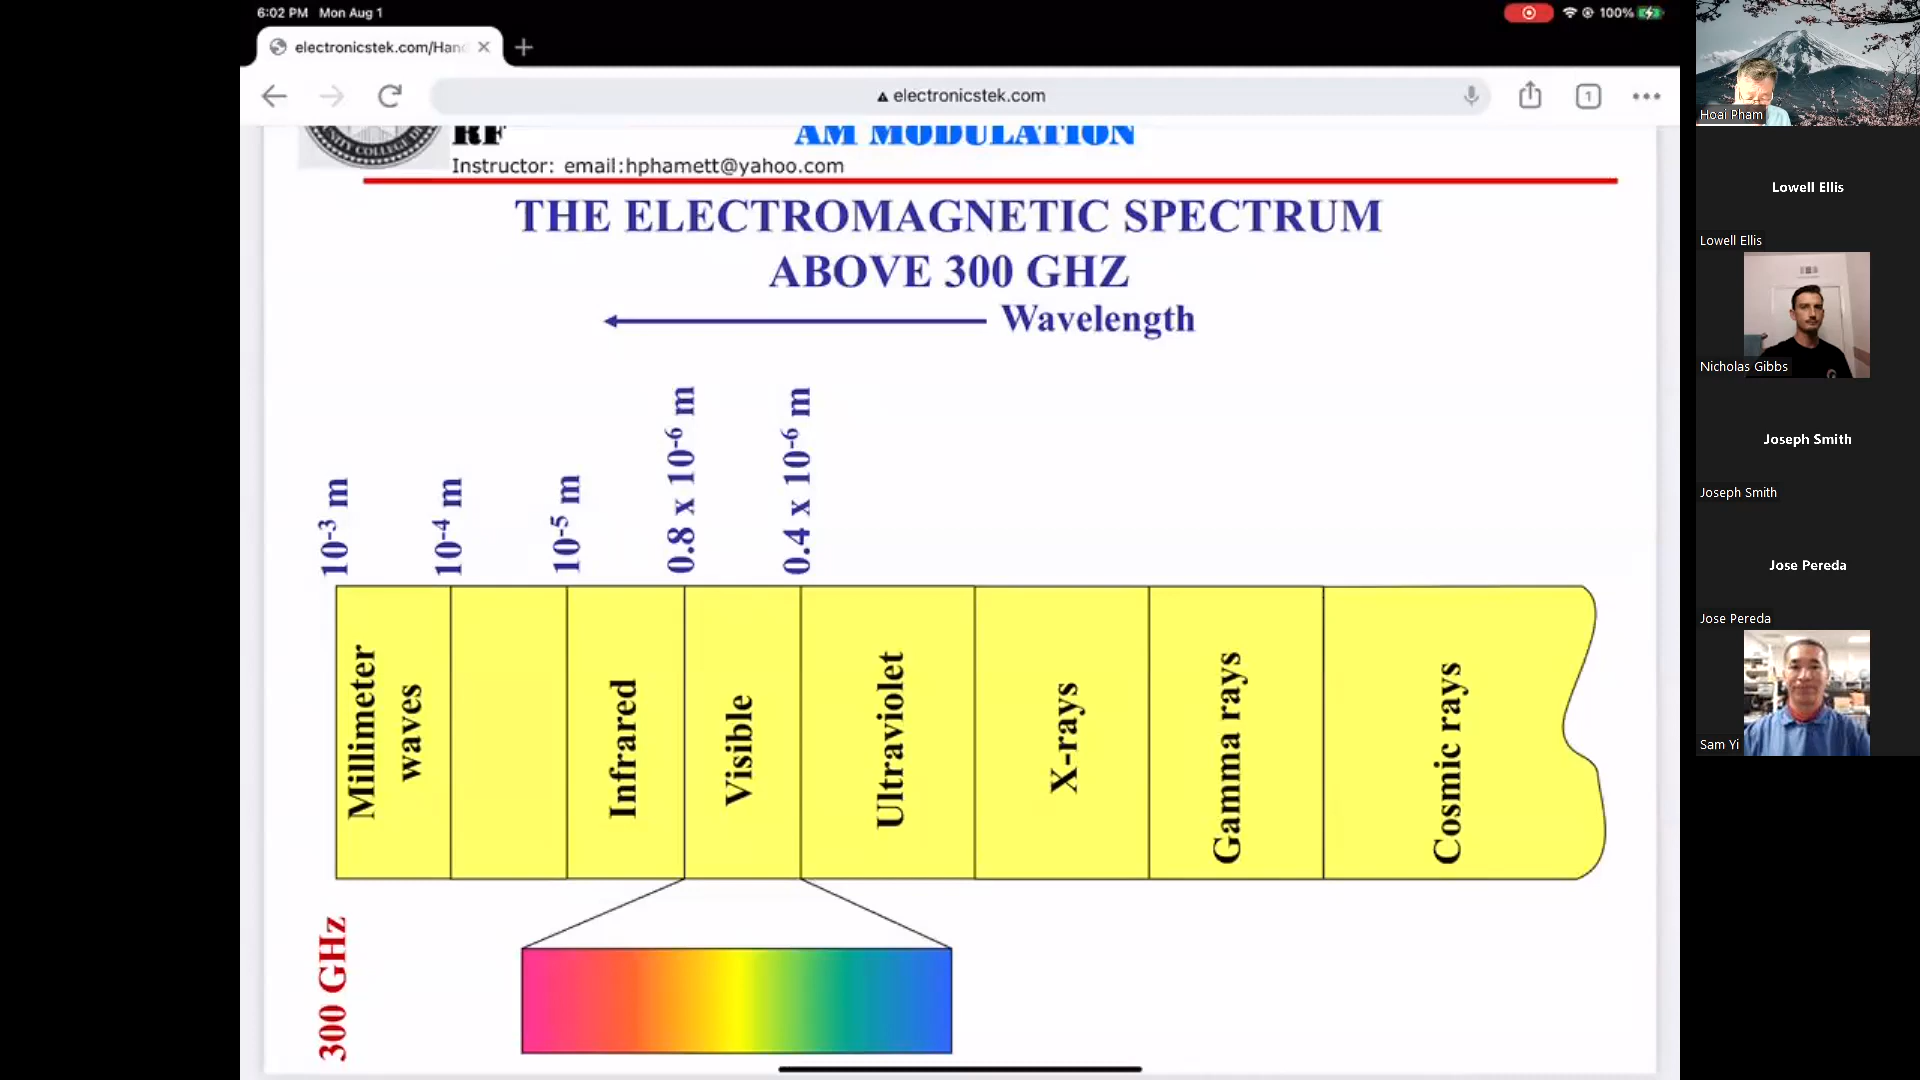 6:02 PM Mon Aug 1
100%
electronicstek.com/Han
electronicstek.com
1
SITY COLLEGE
RF
AM MODULATION
Instructor: email:hphamett@yahoo.com
THE ELECTROMAGNETIC SPECTRUM
ABOVE 300 GHZ
Wavelength
10-3 m
10-4 m
10-5 m
0.8 x 10-6 m
0.4 x 10-6 m
Millimeter
waves
Infrared
Visible
Ultraviolet
X-rays
Gamma rays
Cosmic rays
300 GHz
Hoai Pham
Lowell Ellis
Lowell Ellis
Nicholas Gibbs
Joseph Smith
Joseph Smith
Jose Pereda
Jose Pereda
Sam Yi